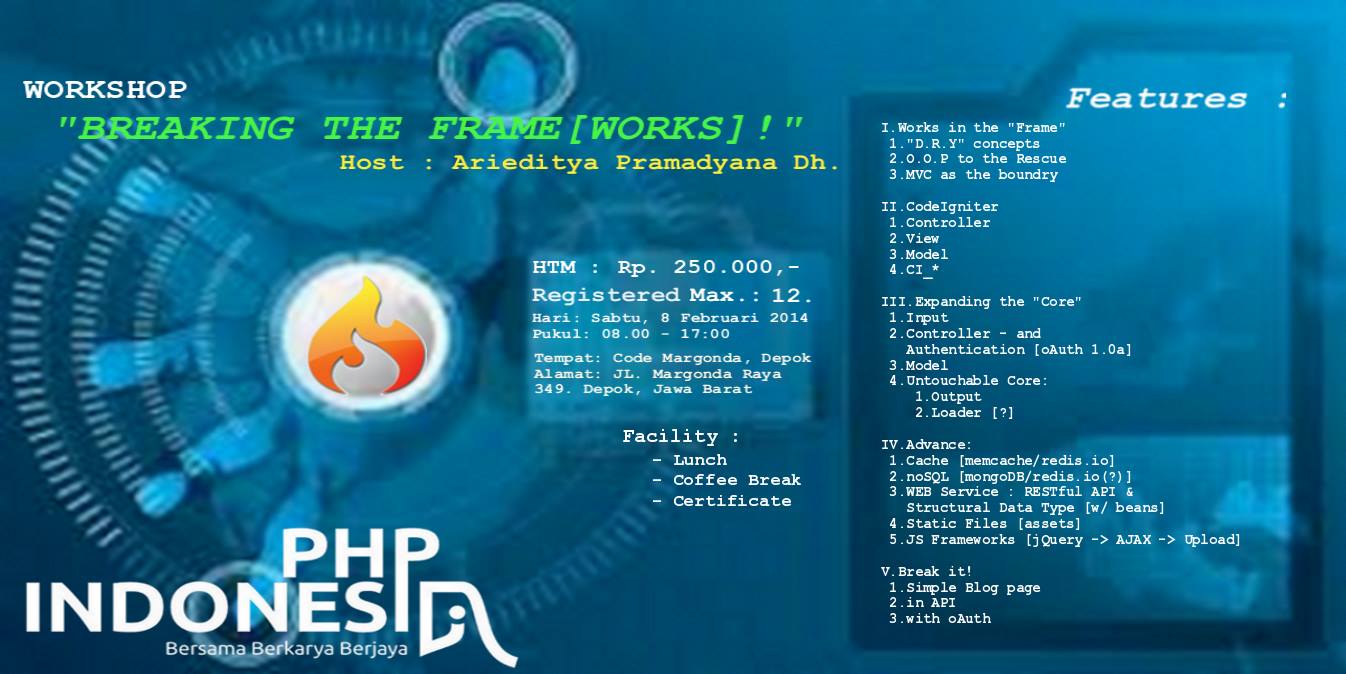 WORKSHOP
"BREAKING THE FRAME[WORKS]!"
Host : Arieditya Pramadyana Dh.
HTM : Rp. 250.000,-
Registered Max.: 12.
Hari: Sabtu, 8 Februari 2014
Pukul: 08.00 - 17:00
Tempat: Code Margonda, Depok
Alamat: JL. Margonda Raya
349. Depok, Jawa Barat
Facility :
- Lunch
- Coffee Break
- Certificate
PHP
INDONESIA
Bersama Berkarya Berjaya
Features :
I.Works in the "Frame"
1."D.R.Y" concepts
2.O.O.P to the Rescue
3.MVC as the boundry
II.CodeIgniter
1.Controller
2.View
3.Model
4.CI_*
III.Expanding the "Core"
1.Input
2.Controller - and
Authentication [oAuth 1.0a]
3.Model
4.Untouchable Core:
1.Output
2.Loader [?]
IV.Advance:
1.Cache [memcache/redis.io]
2.noSQL [mongoDB/redis.io(?)]
3.WEB Service : RESTful API &
Structural Data Type [w/ beans]
4.Static Files [assets]
5.JS Frameworks [jQuery -> AJAX -> Upload]
V.Break it!
1.Simple Blog page
2.in API
3.with oAuth